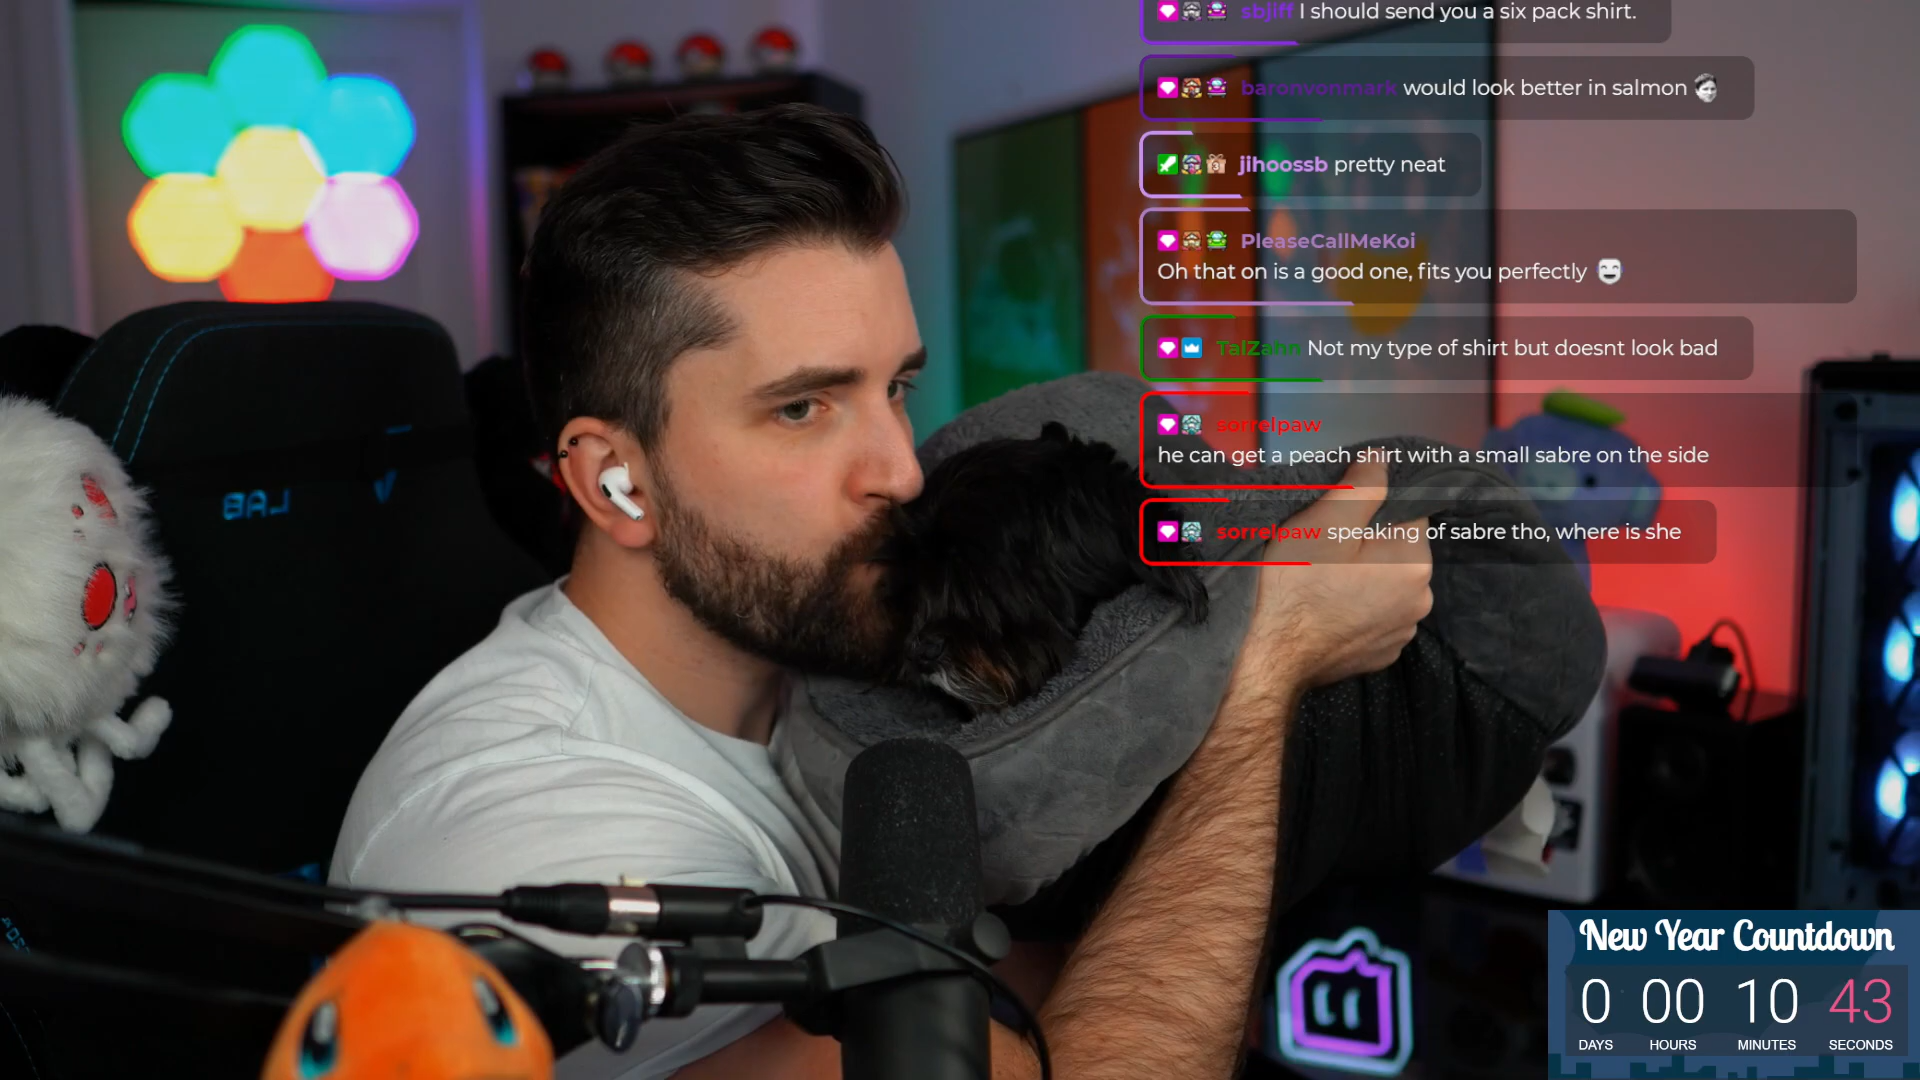 sbjiff I should send you a six pack shirt.
baronvonmark would look better in salmon
jihoossb pretty neat
PleaseCallMeKoi
Oh that on is a good one, fits you perfectly
TalZahn Not my type of shirt but doesnt look bad
sorrelpaw
he can get a peach shirt with a small sabre on the side
sorrelpaw speaking of sabre tho, where is she
New Year Countdown
0 00 10 43
DAYS HOURS MINUTES SECONDS